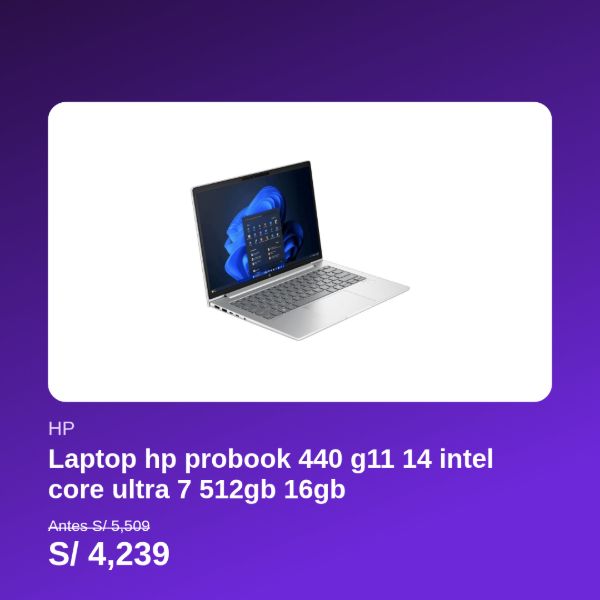 HP
Laptop hp probook 440 g11 14 intel
core ultra 7 512gb 16gb
Antes S/ 5,509
S/ 4,239